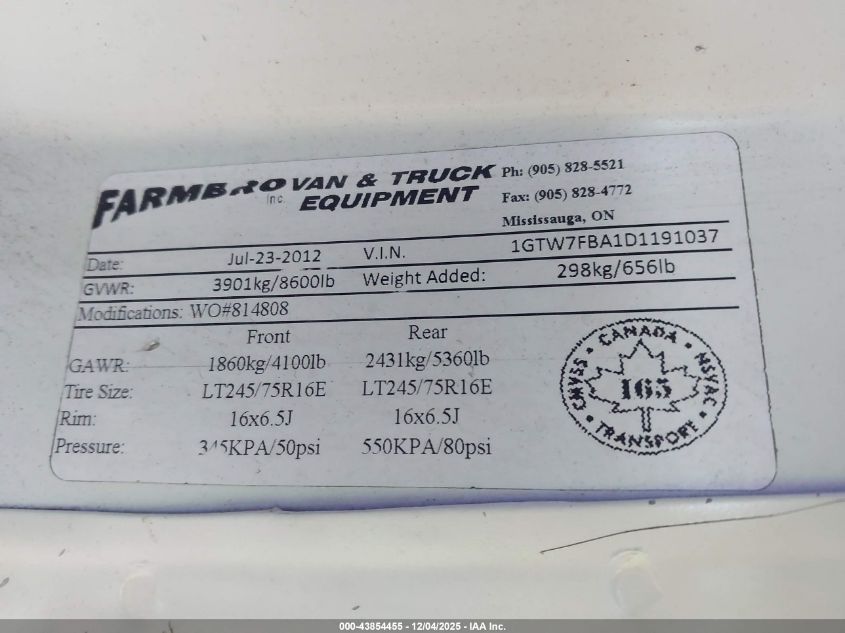 FARMBRO Inc. VAN & TRUCK EQUIPMENT
Ph: (905) 828-5521
Fax: (905) 828-4772
Mississauga, ON
Date: Jul-23-2012 V.I.N. 1GTW7FBA1D1191037
GVWR: 3901kg/8600lb Weight Added: 298kg/656lb
Modifications: WO#814808
Front Rear
GAWR: 1860kg/4100lb 2431kg/5360lb
Tire Size: LT245/75R16E LT245/75R16E
Rim: 16x6.5J 16x6.5J
Pressure: 345KPA/50psi 550KPA/80psi
CANADA
CMVSS 165 NSVAC
TRANSPORT
000-43854455 - 12/04/2025 - IAA Inc.